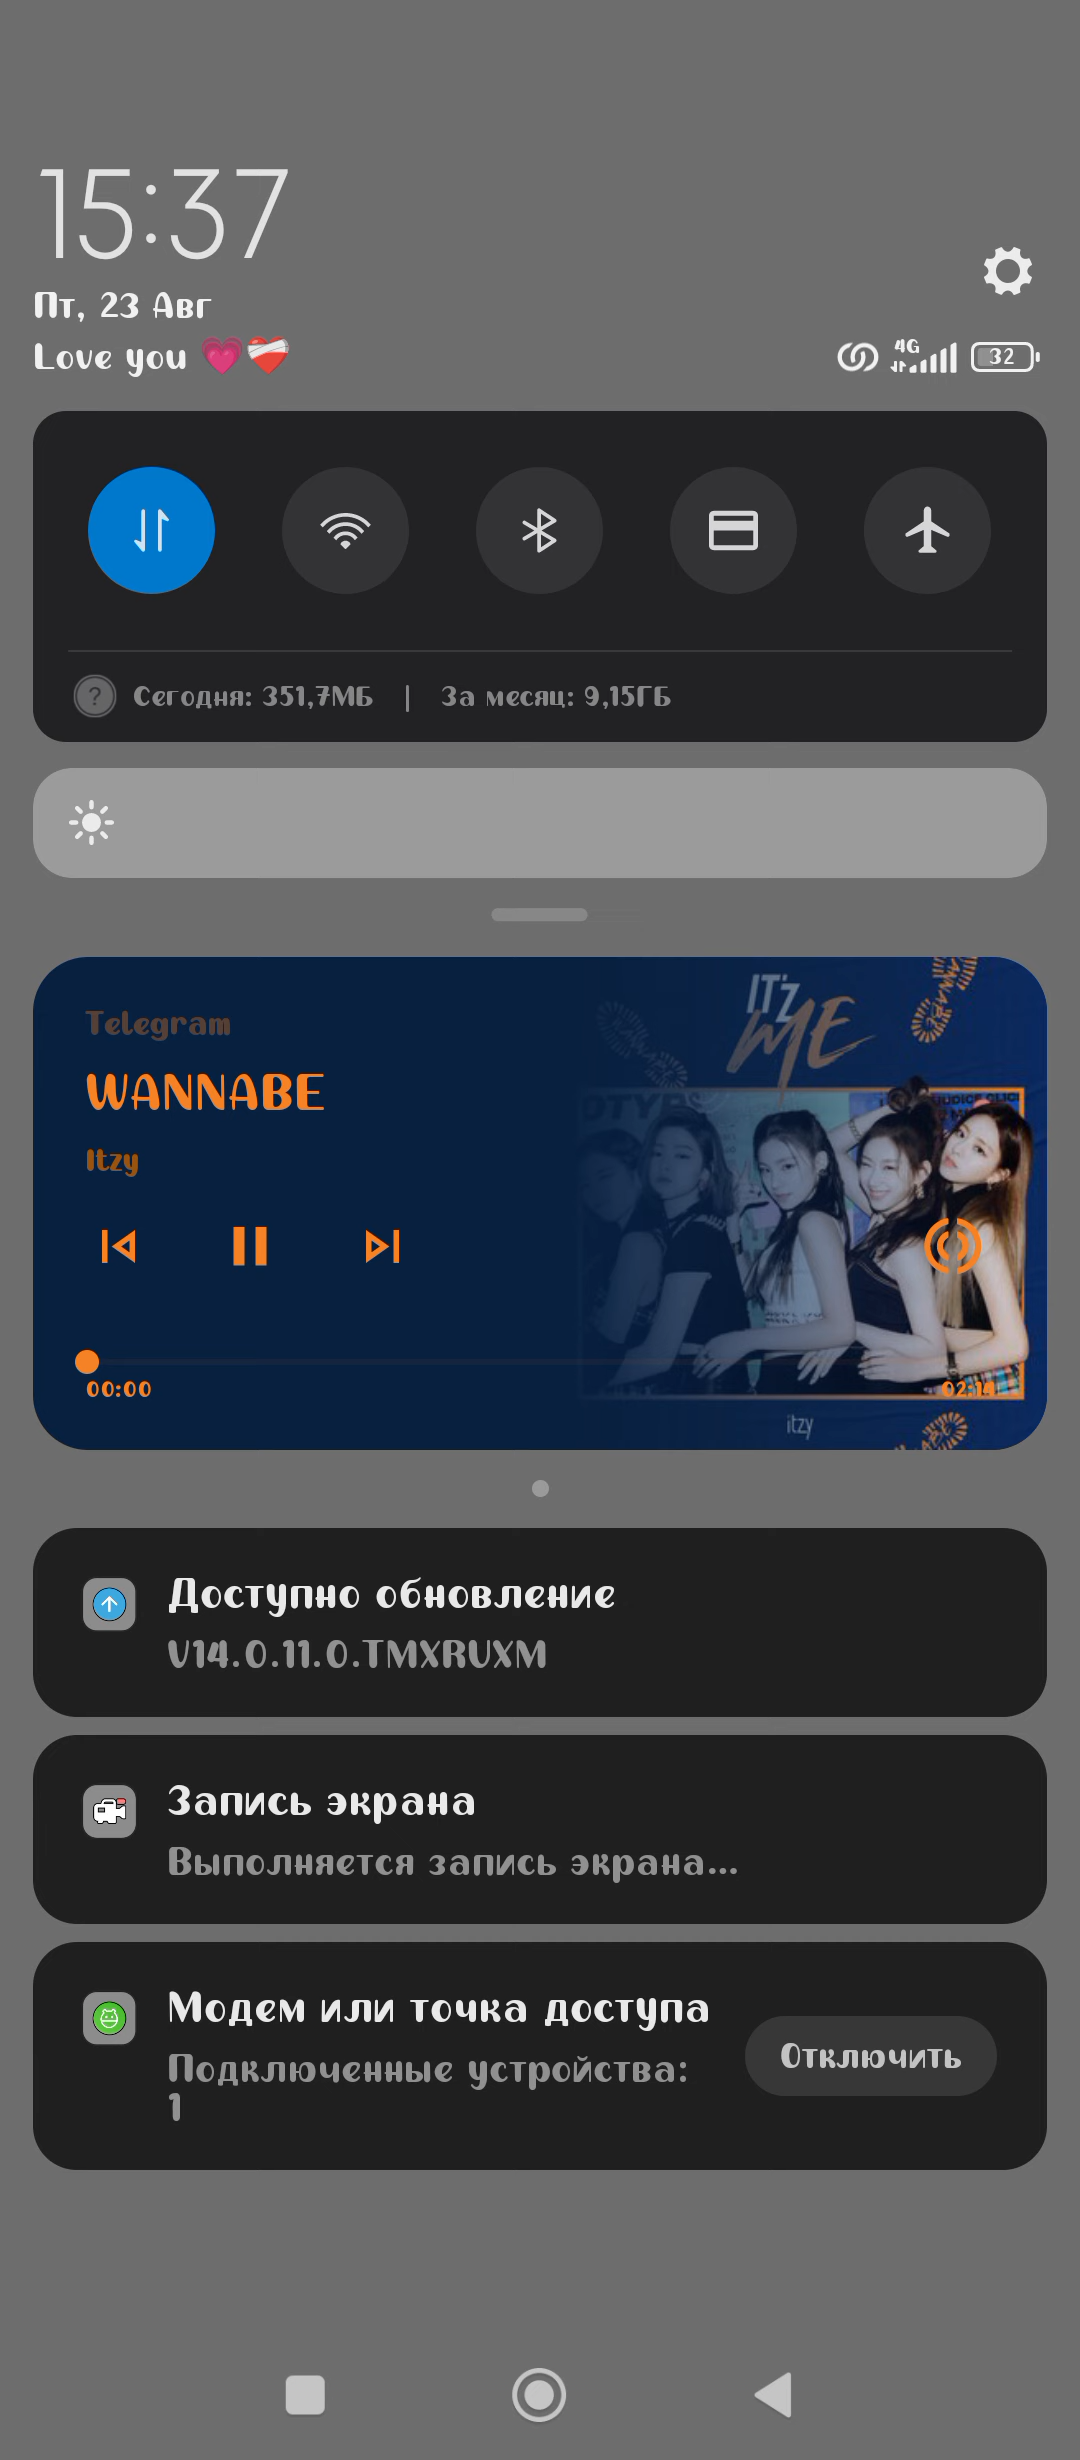 15:37
Пт, 23 Авг
Love you 💗❤️‍🩹
4G
32
? Сегодня: 351,7МБ | За месяц: 9,15ГБ
Telegram
WANNABE
Itzy
IT'z
ME
00:00
02:14
itzy
Доступно обновление
V14.0.11.0.TMXRUXM
Запись экрана
Выполняется запись экрана...
Модем или точка доступа
Подключенные устройства:
1
Отключить